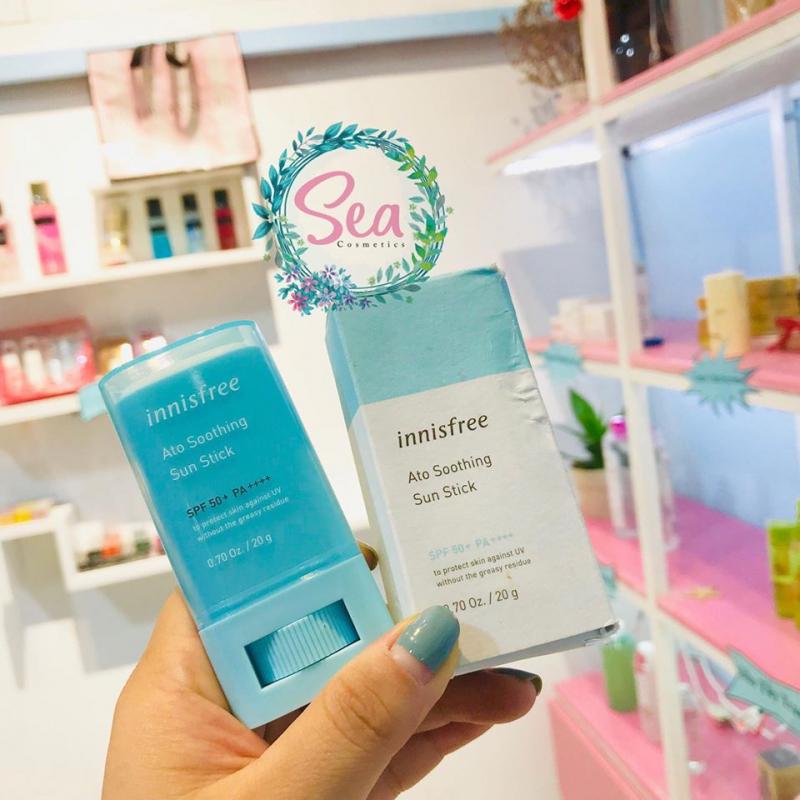 Sea
Cosmetics
innisfree
Ato Soothing
Sun Stick
SPF 50+ PA++++
to protect skin against UV
without the greasy residue
0.70 Oz. / 20 g
innisfree
Ato Soothing
Sun Stick
SPF 50+ PA++++
to protect skin against UV
without the greasy residue
0.70 Oz. / 20 g